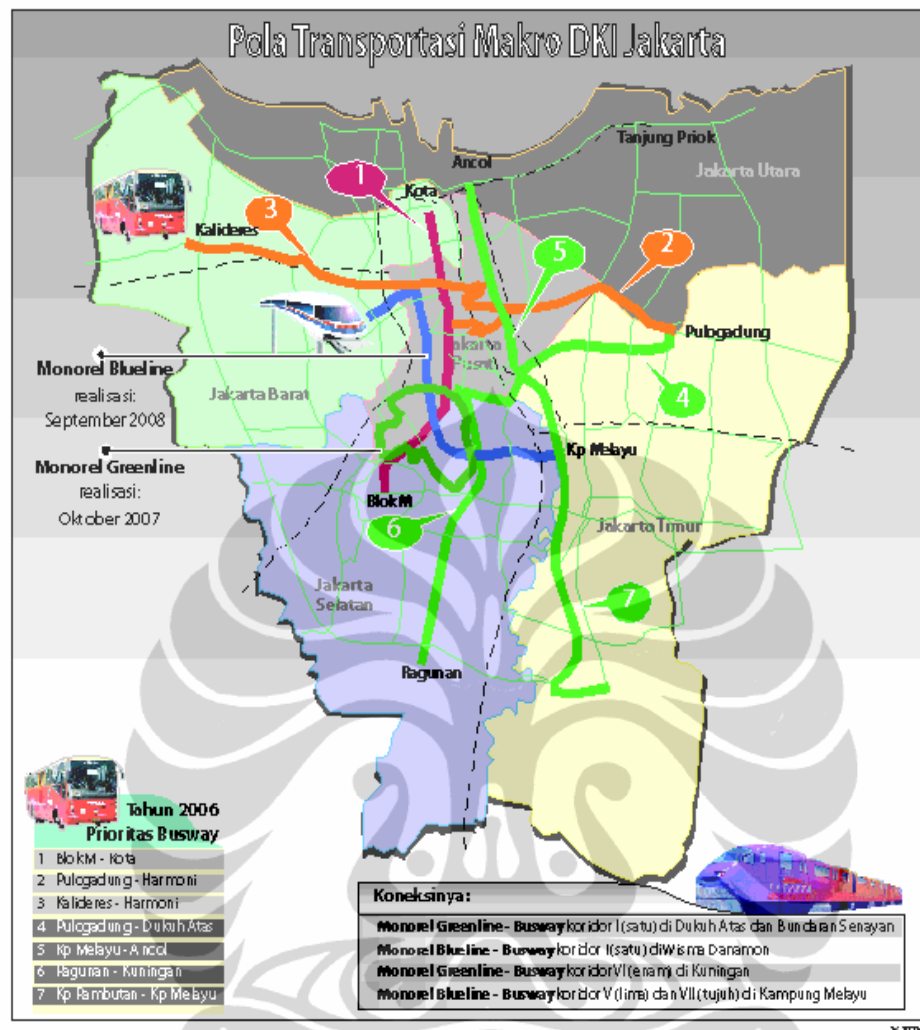 Pola Transportasi Makro DKI Jakarta
Tanjung Priok
Ancol
Jakarta Utara
1
Kota
3
Kalideres
5
2
Pulogadung
Jakarta
Pusat
Monorel Blueline
realisasi:
September 2008
Jakarta Barat
4
Monorel Greenline
realisasi:
Oktober 2007
Kp Melayu
Blok M
6
Jakarta Timur
Jakarta
Selatan
7
Ragunan
Tahun 2006
Prioritas Busway
1 Blok M - Kota
2 Pulogadung - Harmoni
3 Kalideres - Harmoni
4 Pulogadung - Dukuh Atas
5 Kp Melayu - Ancol
6 Ragunan - Kuningan
7 Kp Rambutan - Kp Melayu
Koneksinya:
Monorel Greenline - Busway koridor I (satu) di Dukuh Atas dan Bundaran Senayan
Monorel Blueline - Busway koridor I (satu) di Wisma Danamon
Monorel Greenline - Busway koridor VI (enam) di Kuningan
Monorel Blueline - Busway koridor V (lima) dan VII (tujuh) di Kampung Melayu